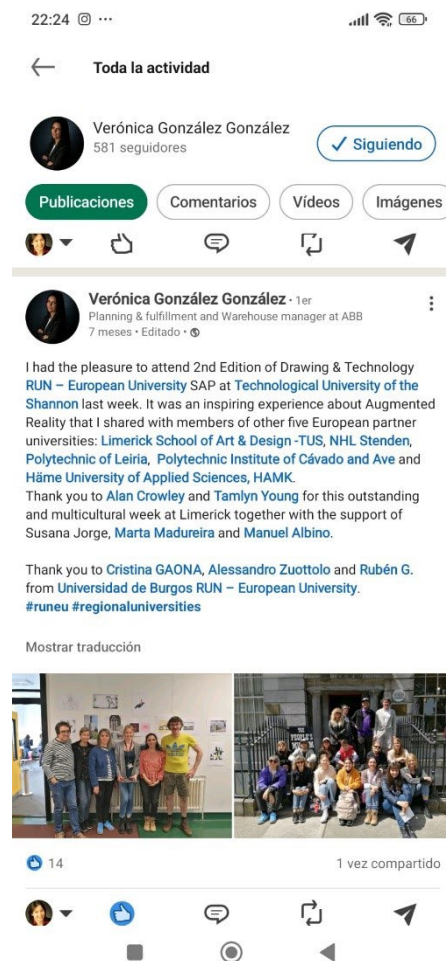 22:24
66
Toda la actividad
Verónica González González
581 seguidores
Siguiendo
Publicaciones
Comentarios
Vídeos
Imágenes
Verónica González González · 1er
Planning & fulfillment and Warehouse manager at ABB
7 meses · Editado ·
I had the pleasure to attend 2nd Edition of Drawing & Technology
RUN – European University SAP at Technological University of the
Shannon last week. It was an inspiring experience about Augmented
Reality that I shared with members of other five European partner
universities: Limerick School of Art & Design -TUS, NHL Stenden,
Polytechnic of Leiria, Polytechnic Institute of Cávado and Ave and
Häme University of Applied Sciences, HAMK.
Thank you to Alan Crowley and Tamlyn Young for this outstanding
and multicultural week at Limerick together with the support of
Susana Jorge, Marta Madureira and Manuel Albino.
Thank you to Cristina GAONA, Alessandro Zuottolo and Rubén G.
from Universidad de Burgos RUN – European University.
#runeu #regionaluniversities
Mostrar traducción
THE
PEOPLE'S
14
1 vez compartido